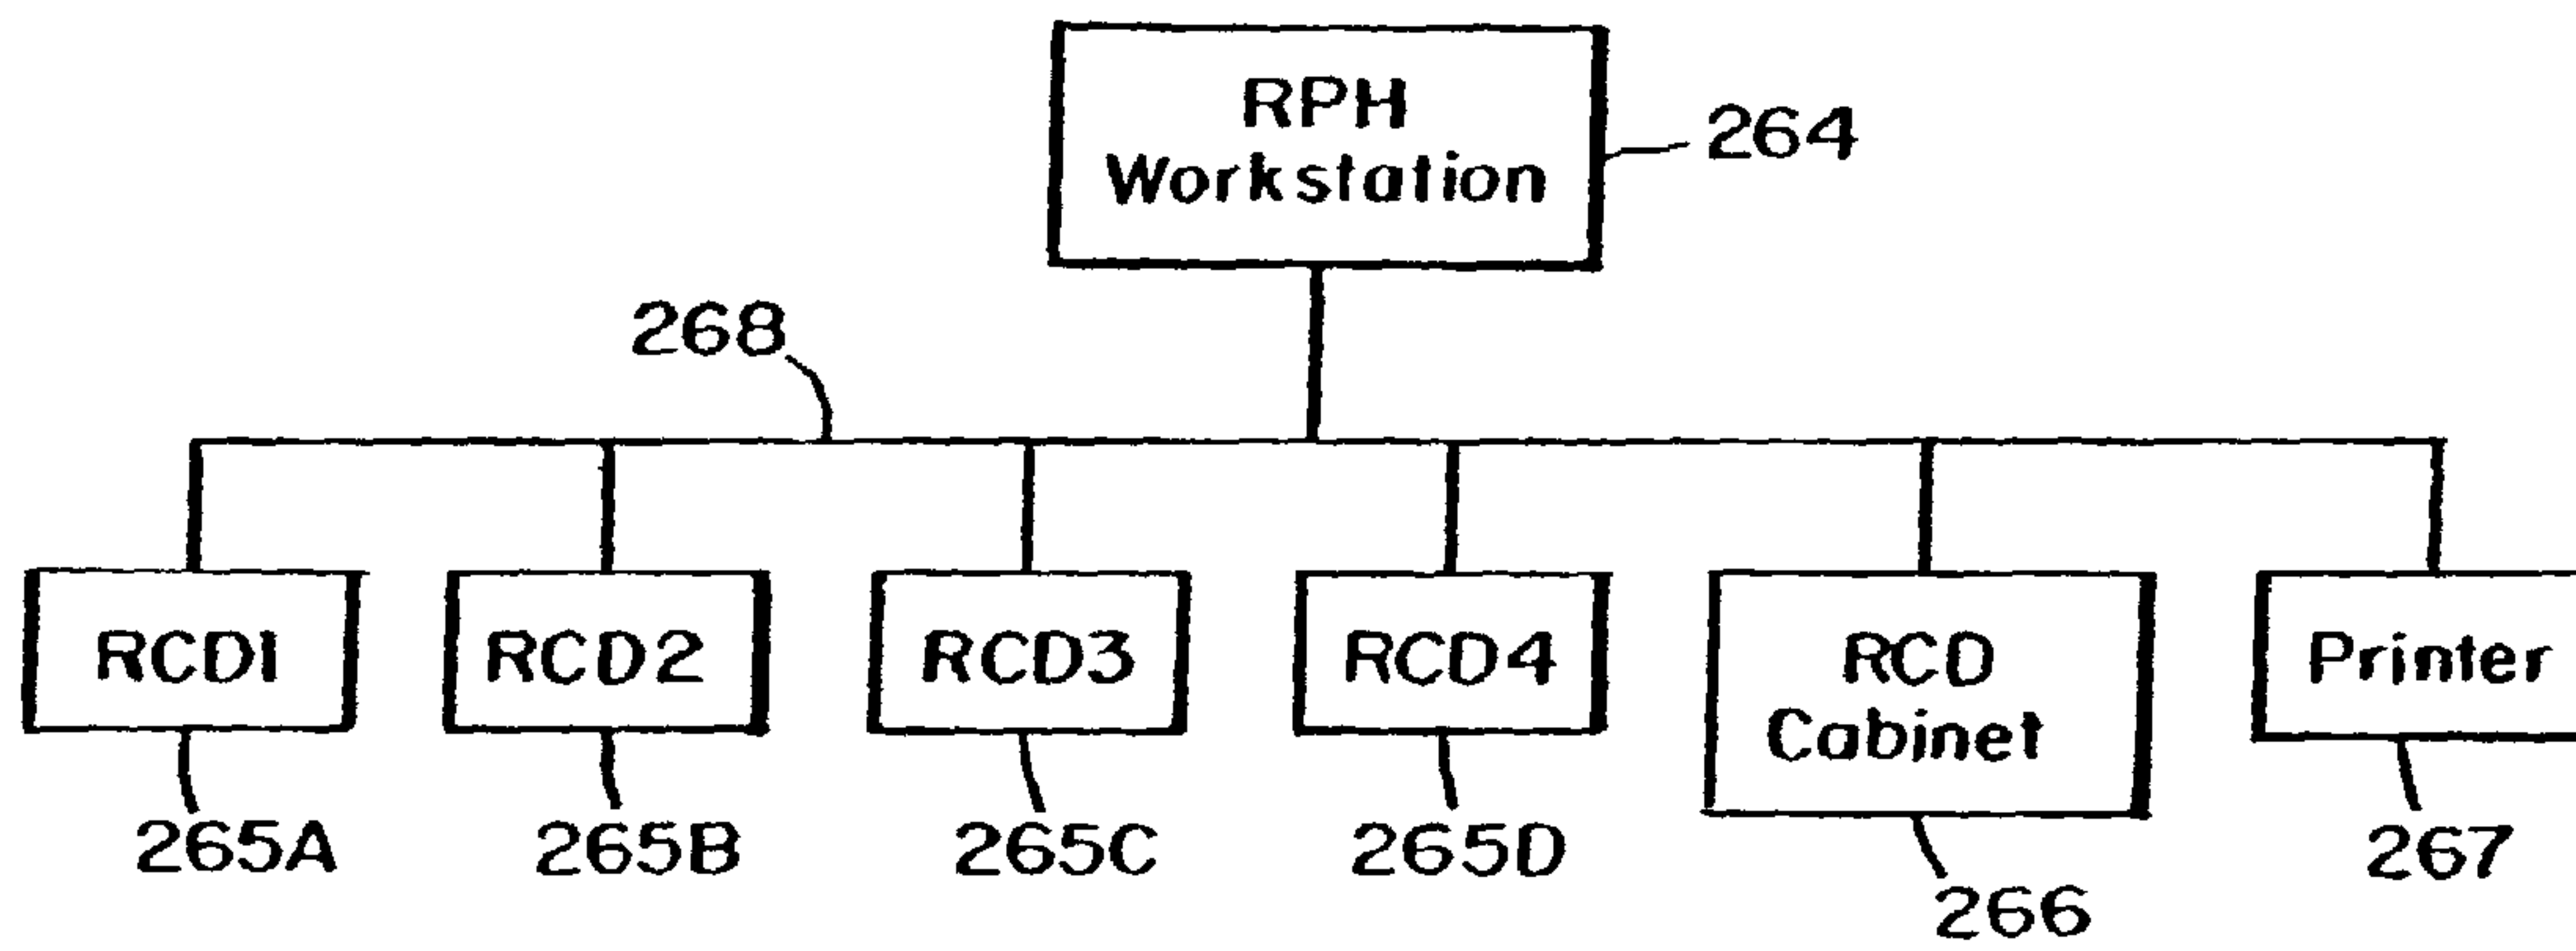 RPH
Workstation
264
268
RCD1
RCD2
RCD3
RCD4
RCD
Cabinet
Printer
265A
265B
265C
265D
266
267